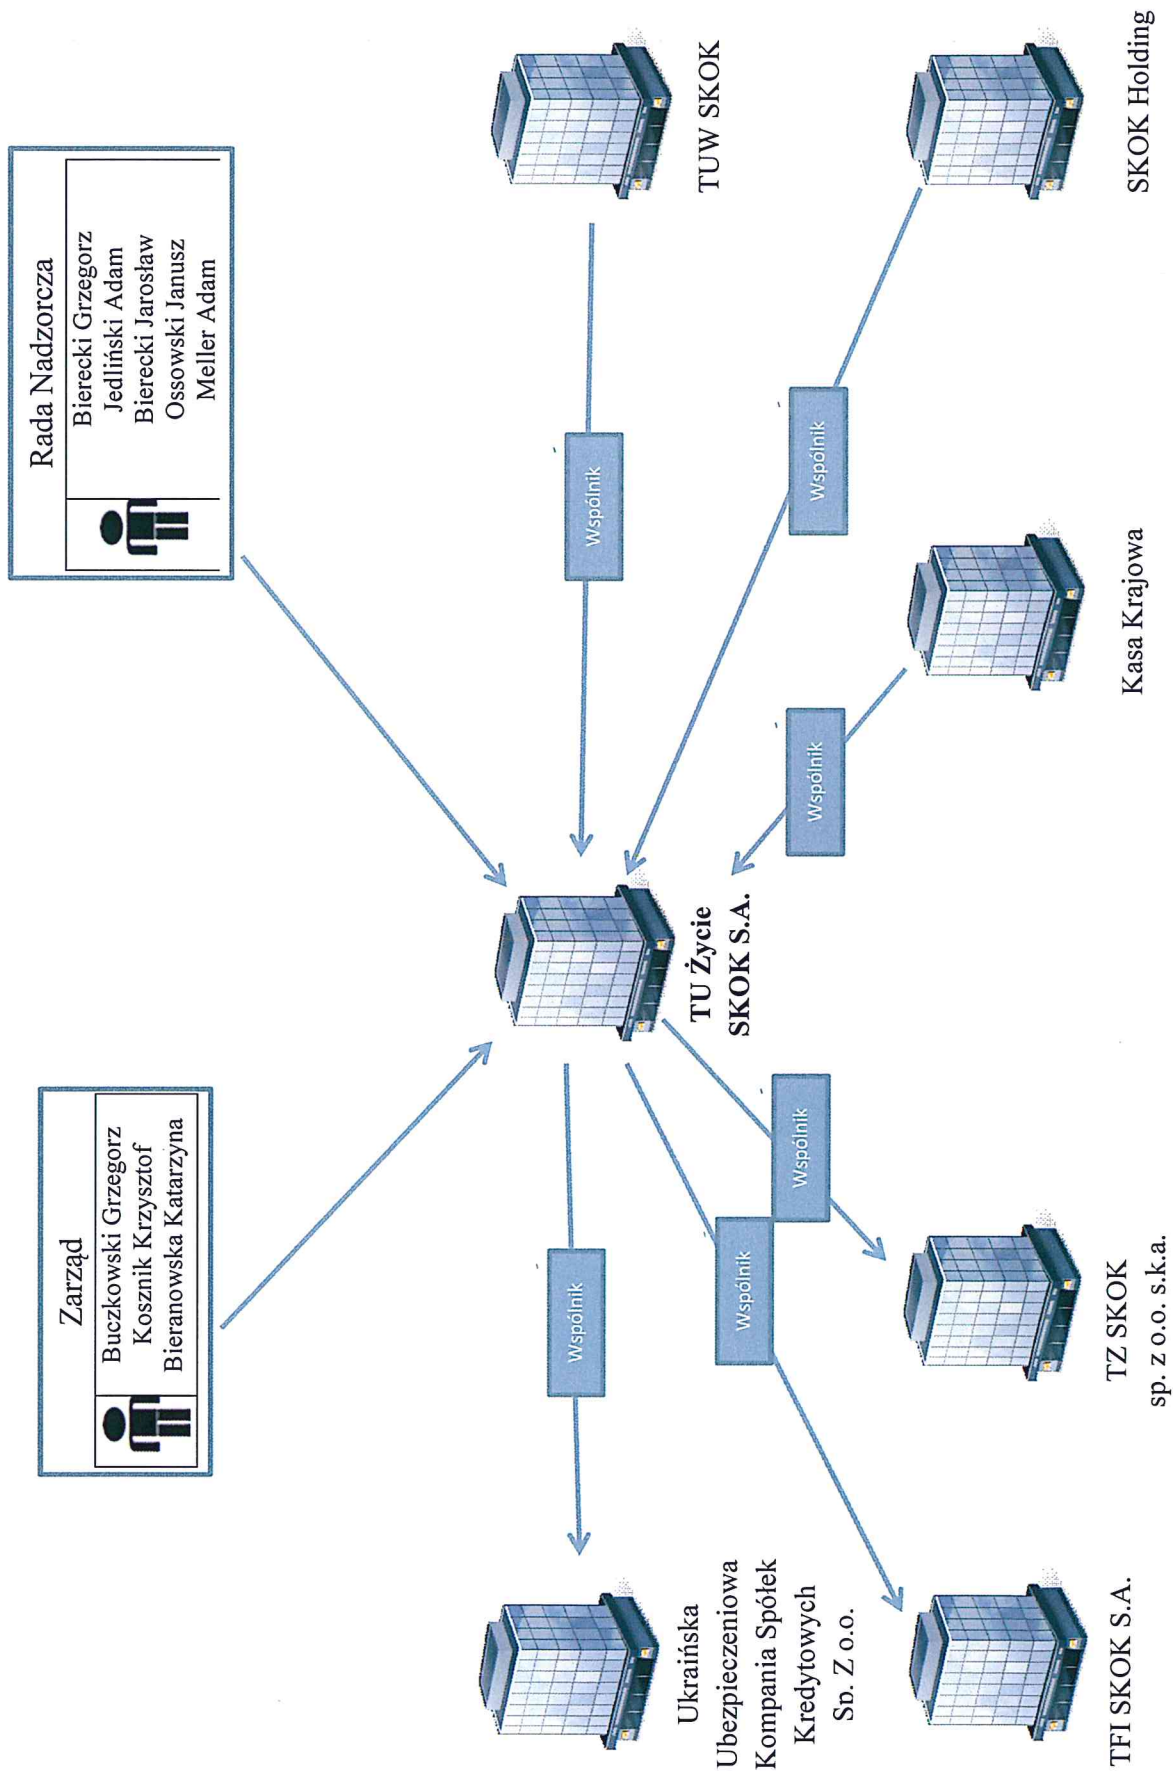 Zarząd
Buczkowski Grzegorz
Kosznik Krzysztof
Bieranowska Katarzyna
Rada Nadzorcza
Bierecki Grzegorz
Jedliński Adam
Bierecki Jarosław
Ossowski Janusz
Meller Adam
Wspólnik
Wspólnik
Ukraińska
Ubezpieczeniowa
Kompania Spółek
Kredytowych
Sp. Z o.o.
TU Życie
SKOK S.A.
TUW SKOK
Wspólnik
Wspólnik
Wspólnik
Wspólnik
TFI SKOK S.A.
TZ SKOK
sp. z o.o. s.k.a.
Kasa Krajowa
SKOK Holding